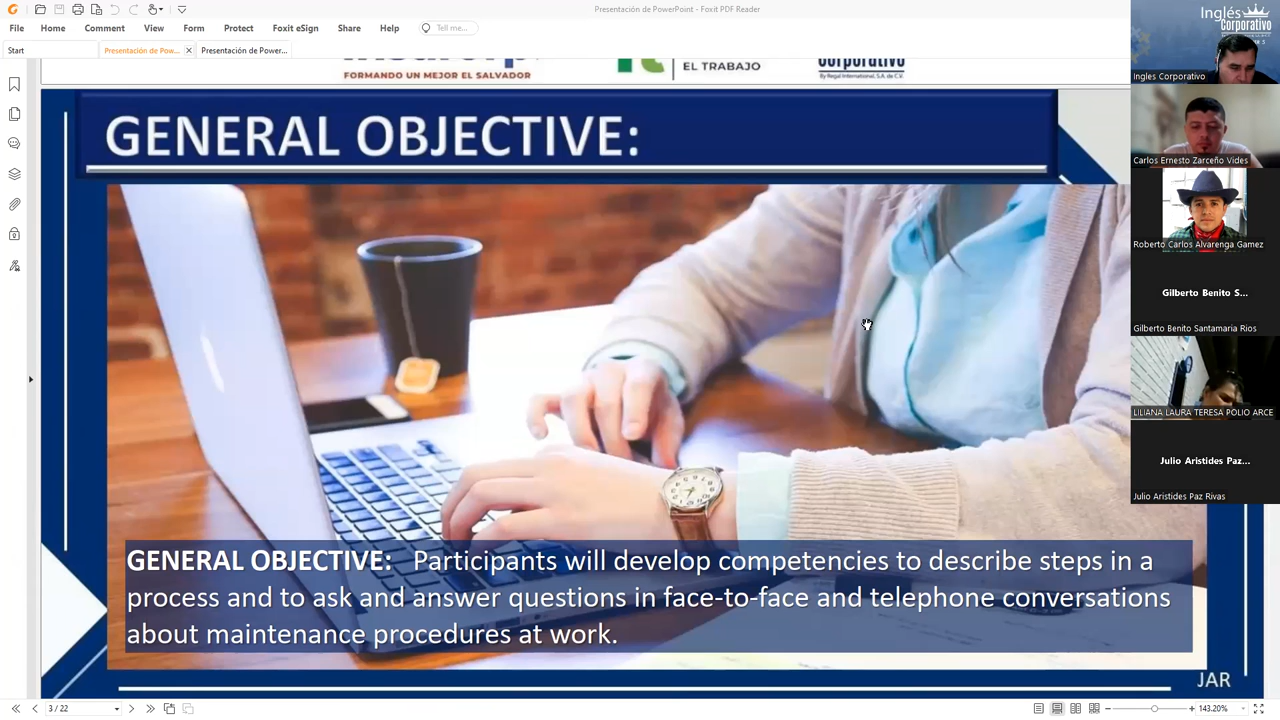 Presentación de PowerPoint - Foxit PDF Reader
File Home Comment View Form Protect Foxit eSign Share Help Tell me...
Start Presentación de Pow... Presentación de Power...
FORMANDO UN MEJOR EL SALVADOR
EL TRABAJO
Corporativo
By Regal International, S.A. de C.V.
GENERAL OBJECTIVE:
GENERAL OBJECTIVE: Participants will develop competencies to describe steps in a
process and to ask and answer questions in face-to-face and telephone conversations
about maintenance procedures at work.
JAR
Inglés
Corporativo
Ingles Corporativo
Carlos Ernesto Zarceño Vides
Roberto Carlos Alvarenga Gamez
Gilberto Benito S...
Gilberto Benito Santamaria Rios
LILIANA LAURA TERESA POLIO ARCE
Julio Aristides Paz...
Julio Aristides Paz Rivas
3 / 22
143.20%